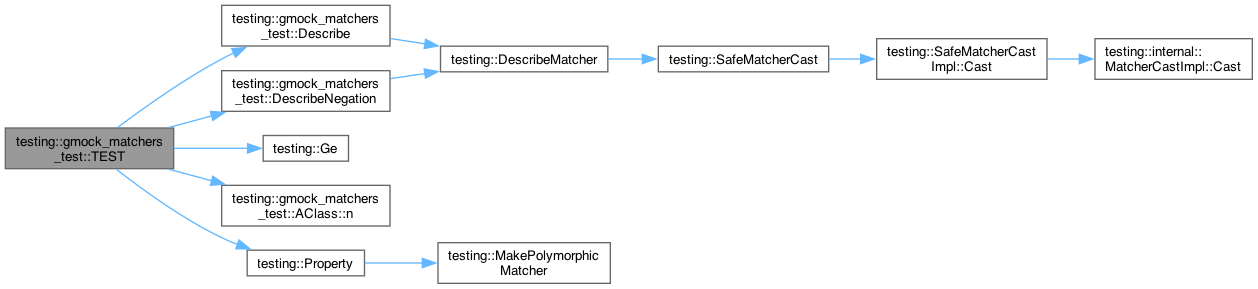 testing::gmock_matchers
_test::Describe
testing::gmock_matchers
_test::DescribeNegation
testing::gmock_matchers
_test::TEST
testing::Ge
testing::gmock_matchers
_test::AClass::n
testing::Property
testing::DescribeMatcher
testing::MakePolymorphic
Matcher
testing::SafeMatcherCast
testing::SafeMatcherCast
Impl::Cast
testing::internal::
MatcherCastImpl::Cast